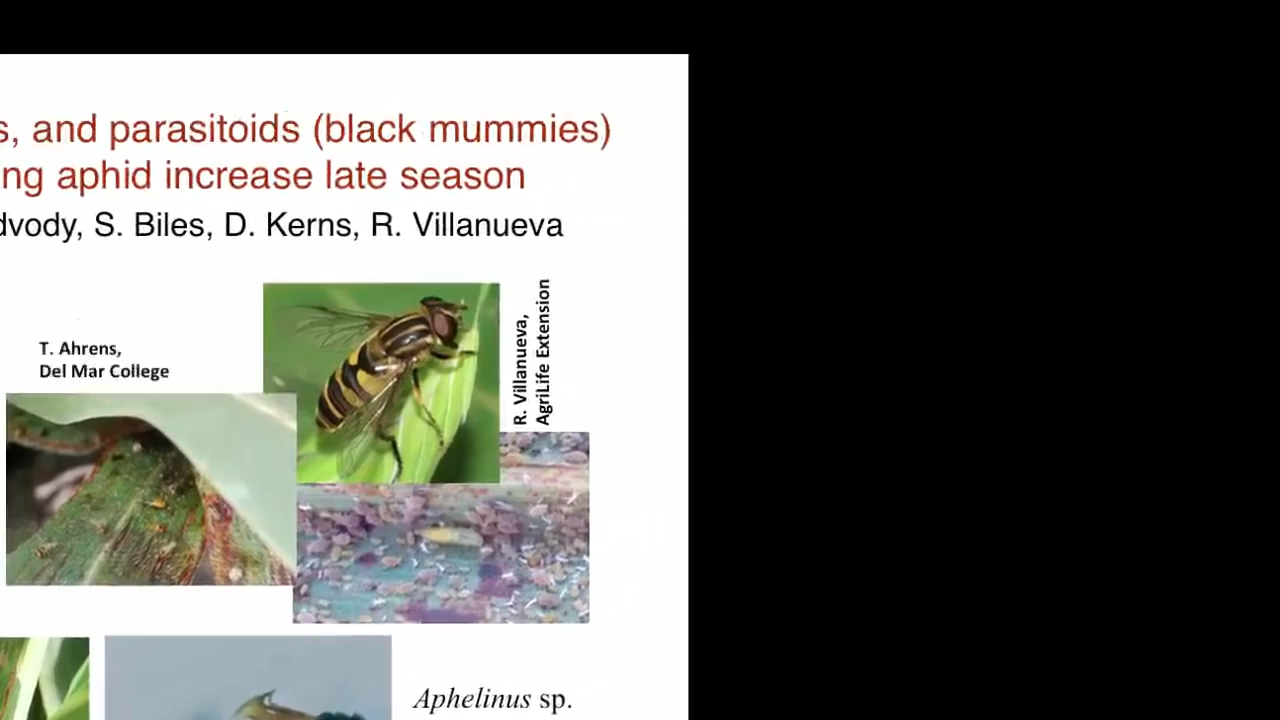 s, and parasitoids (black mummies)
ng aphid increase late season
dvody, S. Biles, D. Kerns, R. Villanueva
T. Ahrens,
Del Mar College
R. Villanueva,
AgriLife Extension
Aphelinus sp.